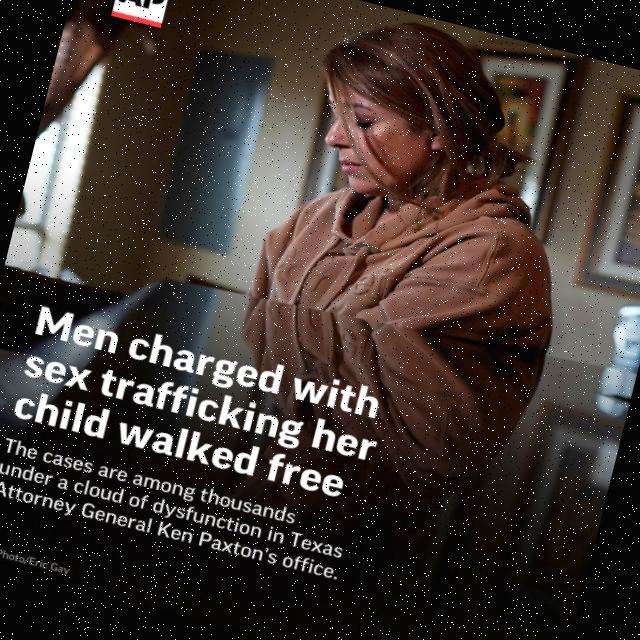 AP
Men charged with
sex trafficking her
child walked free
The cases are among thousands
under a cloud of dysfunction in Texas
Attorney General Ken Paxton's office.
Photo/Eric Gay